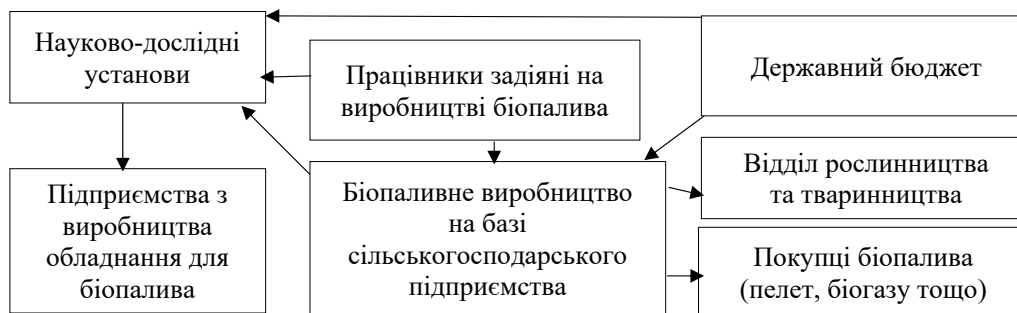 Науково-дослідні
установи
Працівники задіяні на
виробництві біопалива
Державний бюджет
Підприємства з
виробництва
обладнання для
біопалива
Біопаливне виробництво
на базі
сільськогосподарського
підприємства
Відділ рослинництва
та тваринництва
Покупці біопалива
(пелет, біогазу тощо)